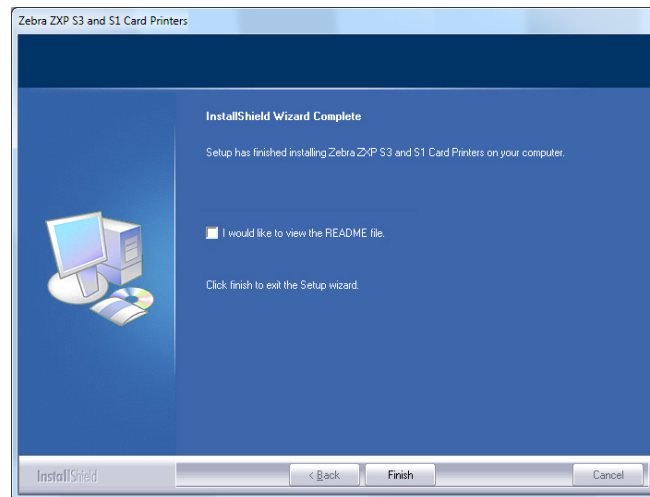 Zebra ZXP S3 and S1 Card Printers
InstallShield Wizard Complete
Setup has finished installing Zebra ZXP S3 and S1 Card Printers on your computer.
I would like to view the README file.
Click finish to exit the Setup wizard.
InstallShield
< Back
Finish
Cancel